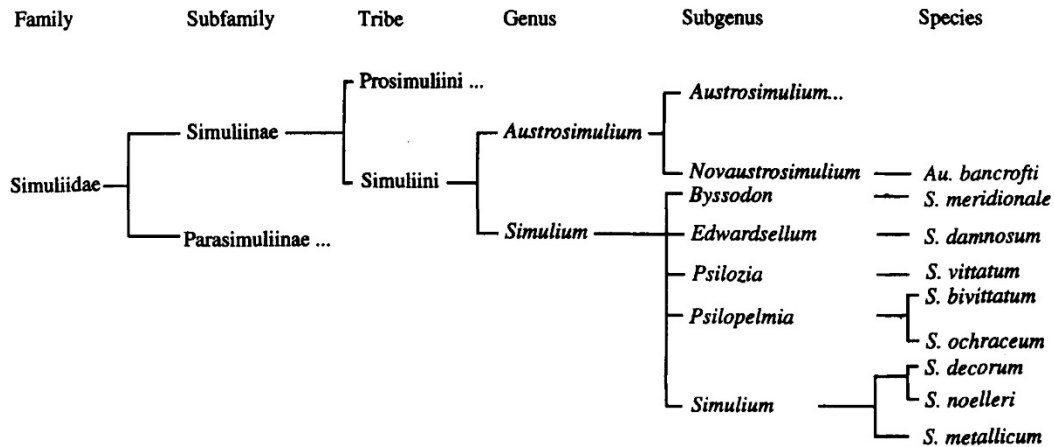 Family Subfamily Tribe Genus Subgenus Species
Prosimuliini ...
Austrosimulium...
Simuliinae
Austrosimulium
Simuliidae
Simuliini
Novaustrosimulium
Au. bancrofti
Byssodon
S. meridionale
Parasimuliinae ...
Simulium
Edwardsellum
S. damnosum
Psilozia
S. vittatum
S. bivittatum
Psilopelmia
S. ochraceum
S. decorum
Simulium
S. noelleri
S. metallicum